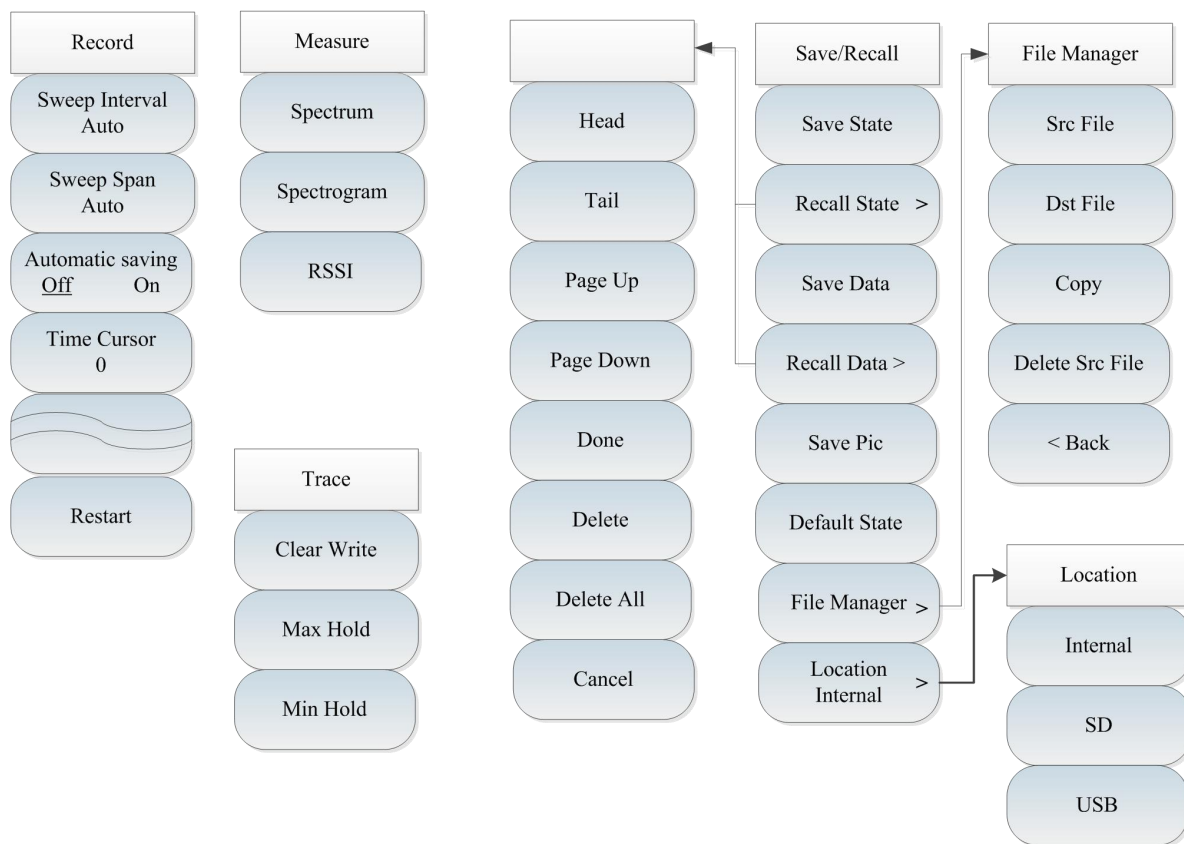 Record
Sweep Interval
Auto
Sweep Span
Auto
Automatic saving
Off On
Time Cursor
0
Restart
Measure
Spectrum
Spectrogram
RSSI
Trace
Clear Write
Max Hold
Min Hold
Head
Tail
Page Up
Page Down
Done
Delete
Delete All
Cancel
Save/Recall
Save State
Recall State >
Save Data
Recall Data >
Save Pic
Default State
File Manager >
Location >
Internal
File Manager
Src File
Dst File
Copy
Delete Src File
< Back
Location
Internal
SD
USB